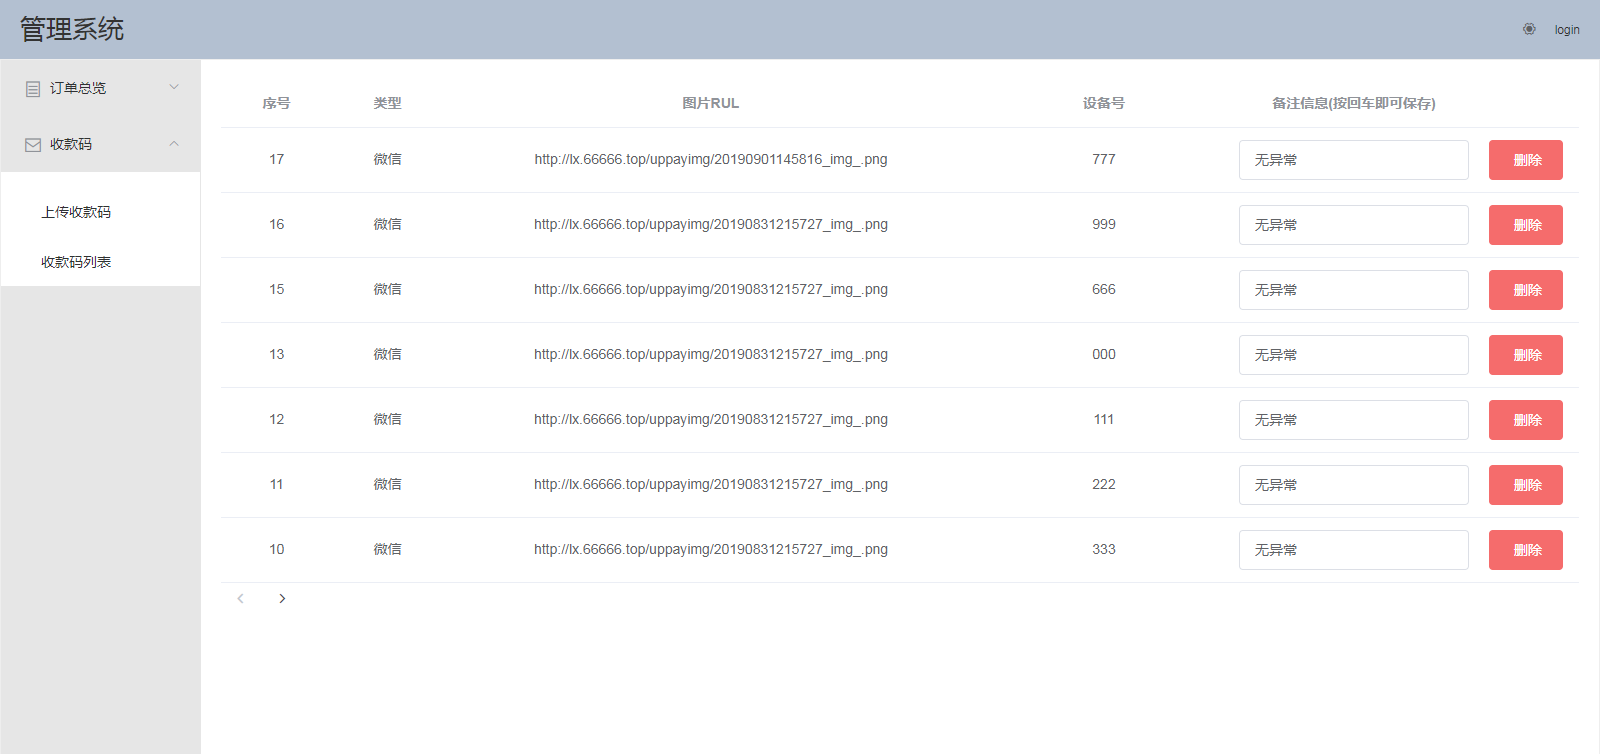 管理系统
login
订单总览
收款码
上传收款码
收款码列表
序号 类型 图片RUL 设备号 备注信息(按回车即可保存)
17 微信 http://lx.66666.top/uppayimg/20190901145816_img_.png 777 无异常 删除
16 微信 http://lx.66666.top/uppayimg/20190831215727_img_.png 999 无异常 删除
15 微信 http://lx.66666.top/uppayimg/20190831215727_img_.png 666 无异常 删除
13 微信 http://lx.66666.top/uppayimg/20190831215727_img_.png 000 无异常 删除
12 微信 http://lx.66666.top/uppayimg/20190831215727_img_.png 111 无异常 删除
11 微信 http://lx.66666.top/uppayimg/20190831215727_img_.png 222 无异常 删除
10 微信 http://lx.66666.top/uppayimg/20190831215727_img_.png 333 无异常 删除